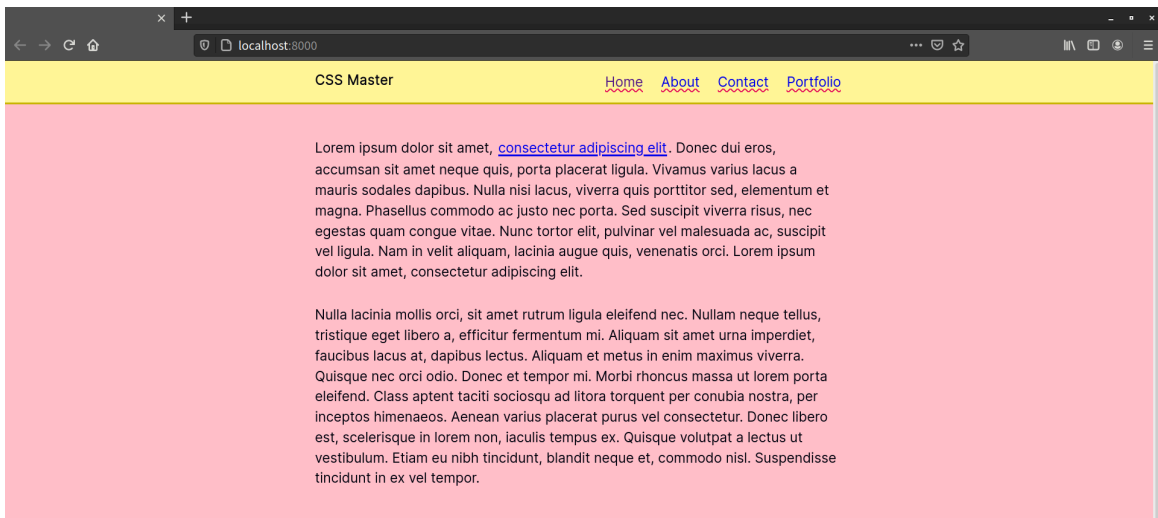 localhost:8000
CSS Master
Home About Contact Portfolio
Lorem ipsum dolor sit amet, consectetur adipiscing elit. Donec dui eros,
accumsan sit amet neque quis, porta placerat ligula. Vivamus varius lacus a
mauris sodales dapibus. Nulla nisi lacus, viverra quis porttitor sed, elementum et
magna. Phasellus commodo ac justo nec porta. Sed suscipit viverra risus, nec
egestas quam congue vitae. Nunc tortor elit, pulvinar vel malesuada ac, suscipit
vel ligula. Nam in velit aliquam, lacinia augue quis, venenatis orci. Lorem ipsum
dolor sit amet, consectetur adipiscing elit.
Nulla lacinia mollis orci, sit amet rutrum ligula eleifend nec. Nullam neque tellus,
tristique eget libero a, efficitur fermentum mi. Aliquam sit amet urna imperdiet,
faucibus lacus at, dapibus lectus. Aliquam et metus in enim maximus viverra.
Quisque nec orci odio. Donec et tempor mi. Morbi rhoncus massa ut lorem porta
eleifend. Class aptent taciti sociosqu ad litora torquent per conubia nostra, per
inceptos himenaeos. Aenean varius placerat purus vel consectetur. Donec libero
est, scelerisque in lorem non, iaculis tempus ex. Quisque volutpat a lectus ut
vestibulum. Etiam eu nibh tincidunt, blandit neque et, commodo nisl. Suspendisse
tincidunt in ex vel tempor.